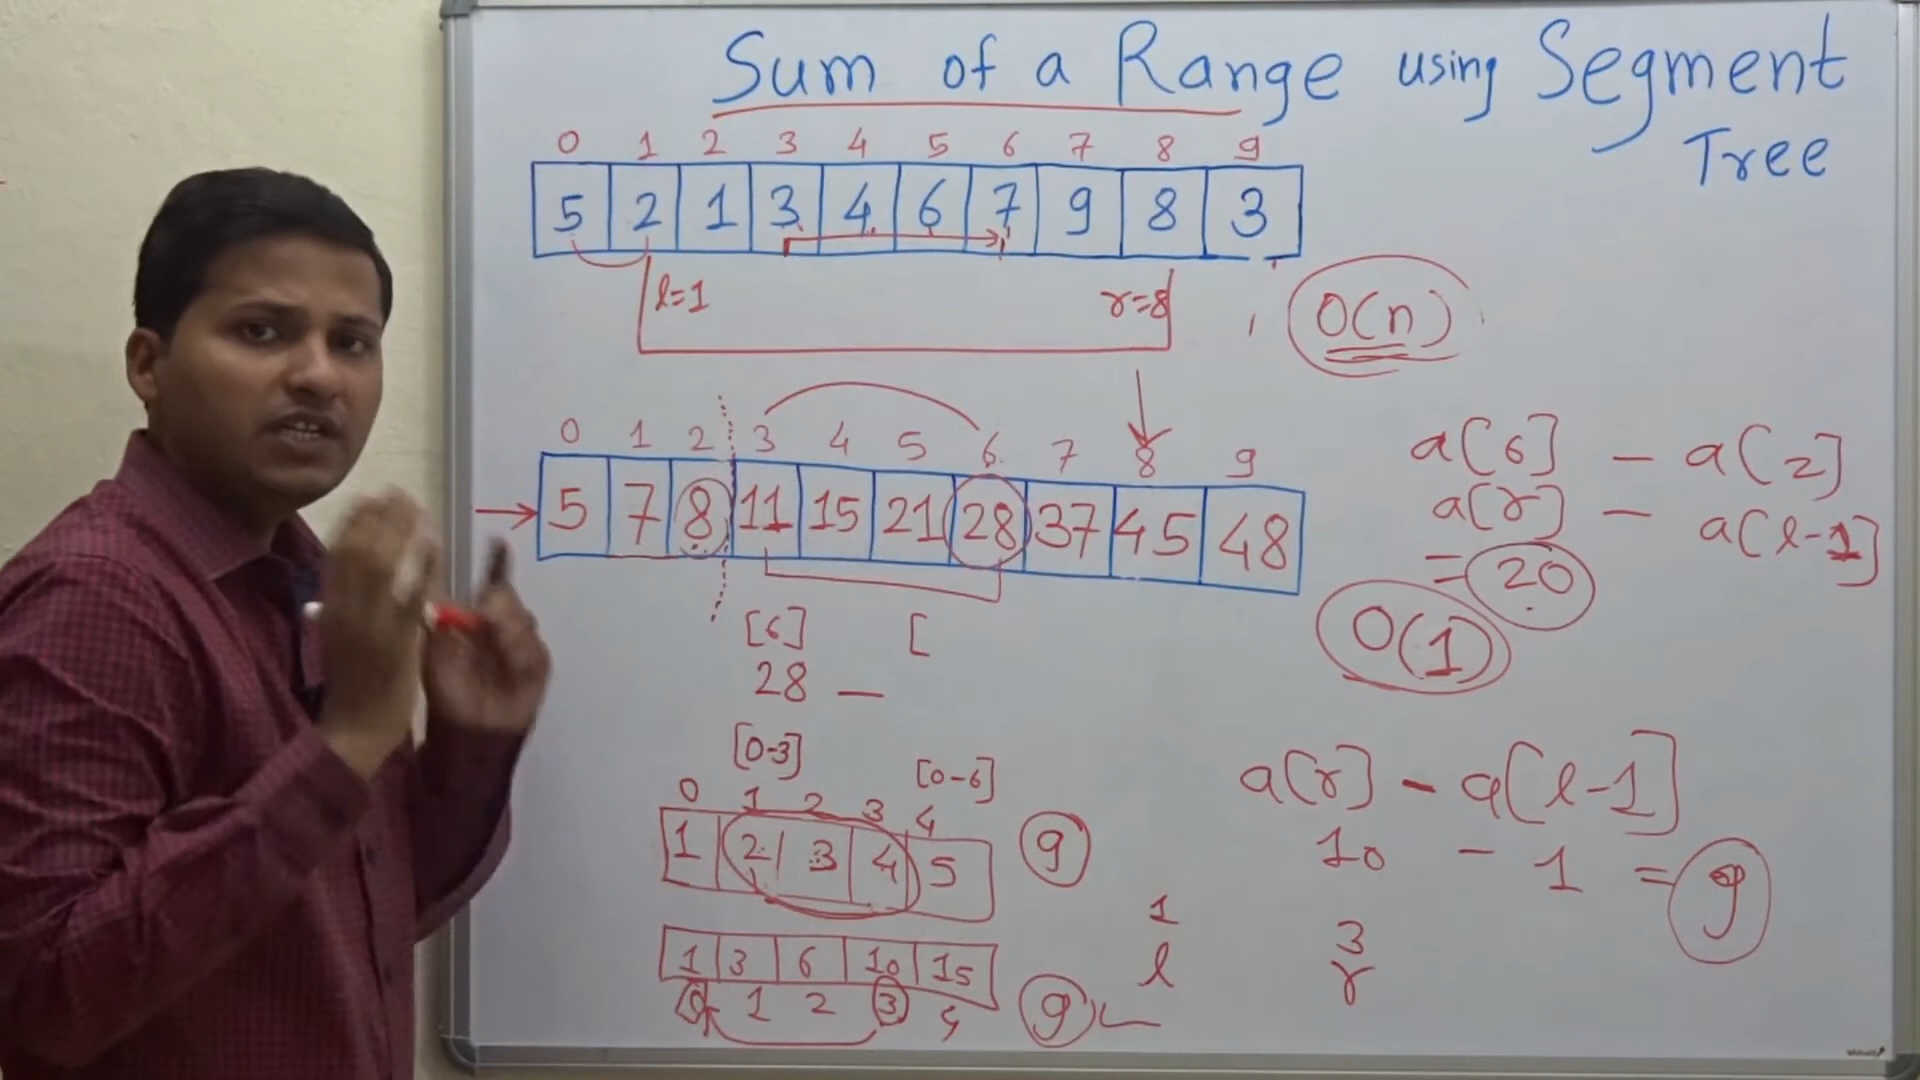 Sum of a Range using Segment
Tree
0 1 2 3 4 5 6 7 8 9
5 2 1 3 4 6 7 9 8 3
l=1 r=8
O(n)
0 1 2 3 4 5 6 7 8 9
5 7 8 11 15 21 28 37 45 48
a[6] - a[2]
a[r] - a[l-1]
= 20
O(1)
[6] [
28 —
[0-3] [0-6]
0 1 2 3 4
1 2 3 4 5 9
1 3 6 10 15
0 1 2 3 4 9
a[r] - a[l-1]
10 - 1 = 9
1 3
l r